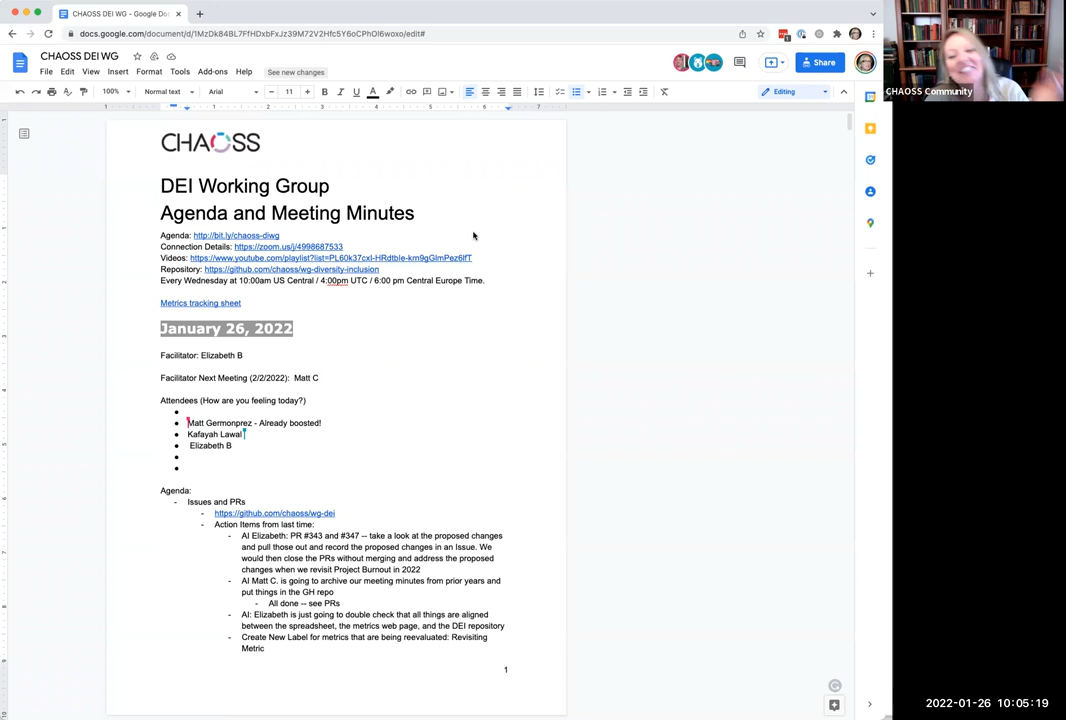 CHAOSS DEI WG - Google Doc
docs.google.com/document/d/1MzDk84BL7FfHDxbFxJz39M72V2Hfc5Y6oCPhOl6woxo/edit#
CHAOSS DEI WG
File Edit View Insert Format Tools Add-ons Help See new changes
Share
100% Normal text Arial 11 Editing
CHAOSS Community
CHAOSS
DEI Working Group
Agenda and Meeting Minutes
Agenda: http://bit.ly/chaoss-diwg
Connection Details: https://zoom.us/j/4998687533
Videos: https://www.youtube.com/playlist?list=PL60k37cxI-HRdtbIe-km9gGlmPez6lfT
Repository: https://github.com/chaoss/wg-diversity-inclusion
Every Wednesday at 10:00am US Central / 4:00pm UTC / 6:00 pm Central Europe Time.
Metrics tracking sheet
January 26, 2022
Facilitator: Elizabeth B
Facilitator Next Meeting (2/2/2022): Matt C
Attendees (How are you feeling today?)
Matt Germonprez - Already boosted!
Kafayah Lawal
Elizabeth B
Agenda:
- Issues and PRs
- https://github.com/chaoss/wg-dei
- Action Items from last time:
- AI Elizabeth: PR #343 and #347 -- take a look at the proposed changes
and pull those out and record the proposed changes in an Issue. We
would then close the PRs without merging and address the proposed
changes when we revisit Project Burnout in 2022
- AI Matt C. is going to archive our meeting minutes from prior years and
put things in the GH repo
- All done -- see PRs
- AI: Elizabeth is just going to double check that all things are aligned
between the spreadsheet, the metrics web page, and the DEI repository
- Create New Label for metrics that are being reevaluated: Revisiting
Metric
1
2022-01-26 10:05:19